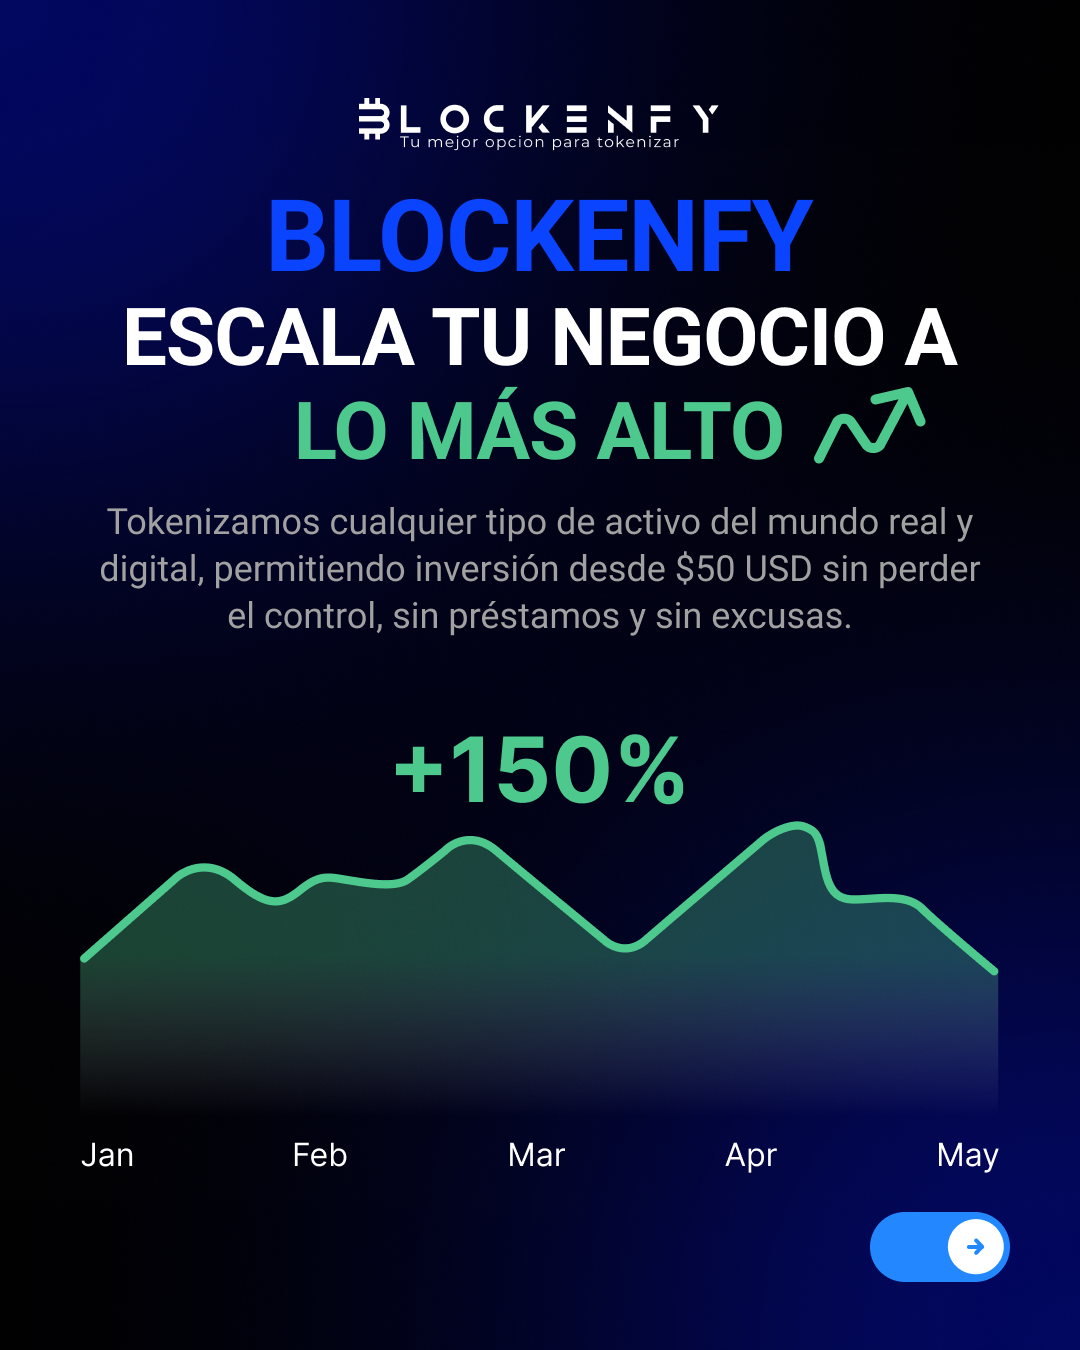 BLOCKENFY
Tu mejor opcion para tokenizar
BLOCKENFY
ESCALA TU NEGOCIO A
LO MÁS ALTO
Tokenizamos cualquier tipo de activo del mundo real y
digital, permitiendo inversión desde $50 USD sin perder
el control, sin préstamos y sin excusas.
+150%
Jan Feb Mar Apr May